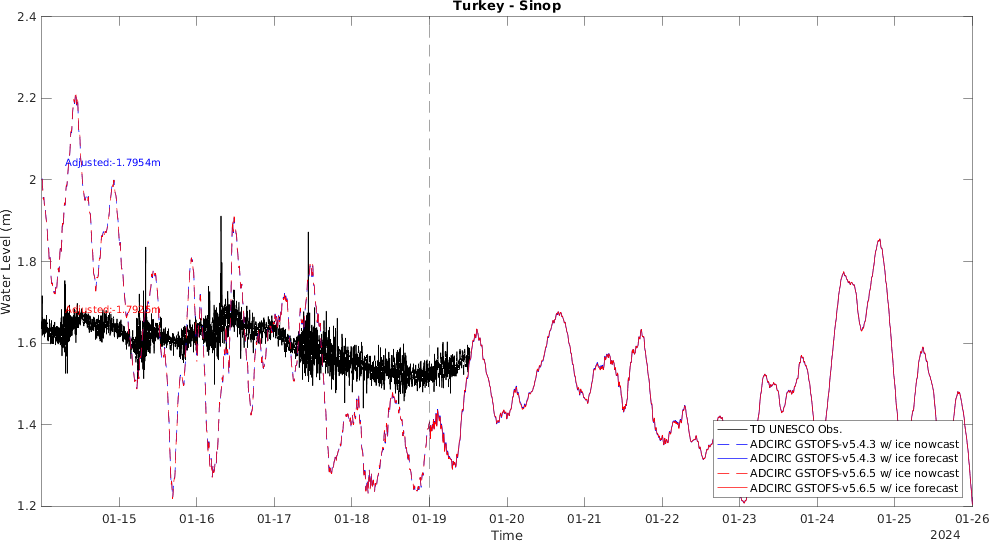 Turkey - Sinop
2.4
2.2
2
1.8
1.6
1.4
1.2
Water Level (m)
Adjusted:-1.7954m
TD UNESCO Obs.
ADCIRC GSTOFS-v5.4.3 w/ ice nowcast
ADCIRC GSTOFS-v5.4.3 w/ ice forecast
ADCIRC GSTOFS-v5.6.5 w/ ice nowcast
ADCIRC GSTOFS-v5.6.5 w/ ice forecast
01-15 01-16 01-17 01-18 01-19 01-20 01-21 01-22 01-23 01-24 01-25 01-26
Time
2024